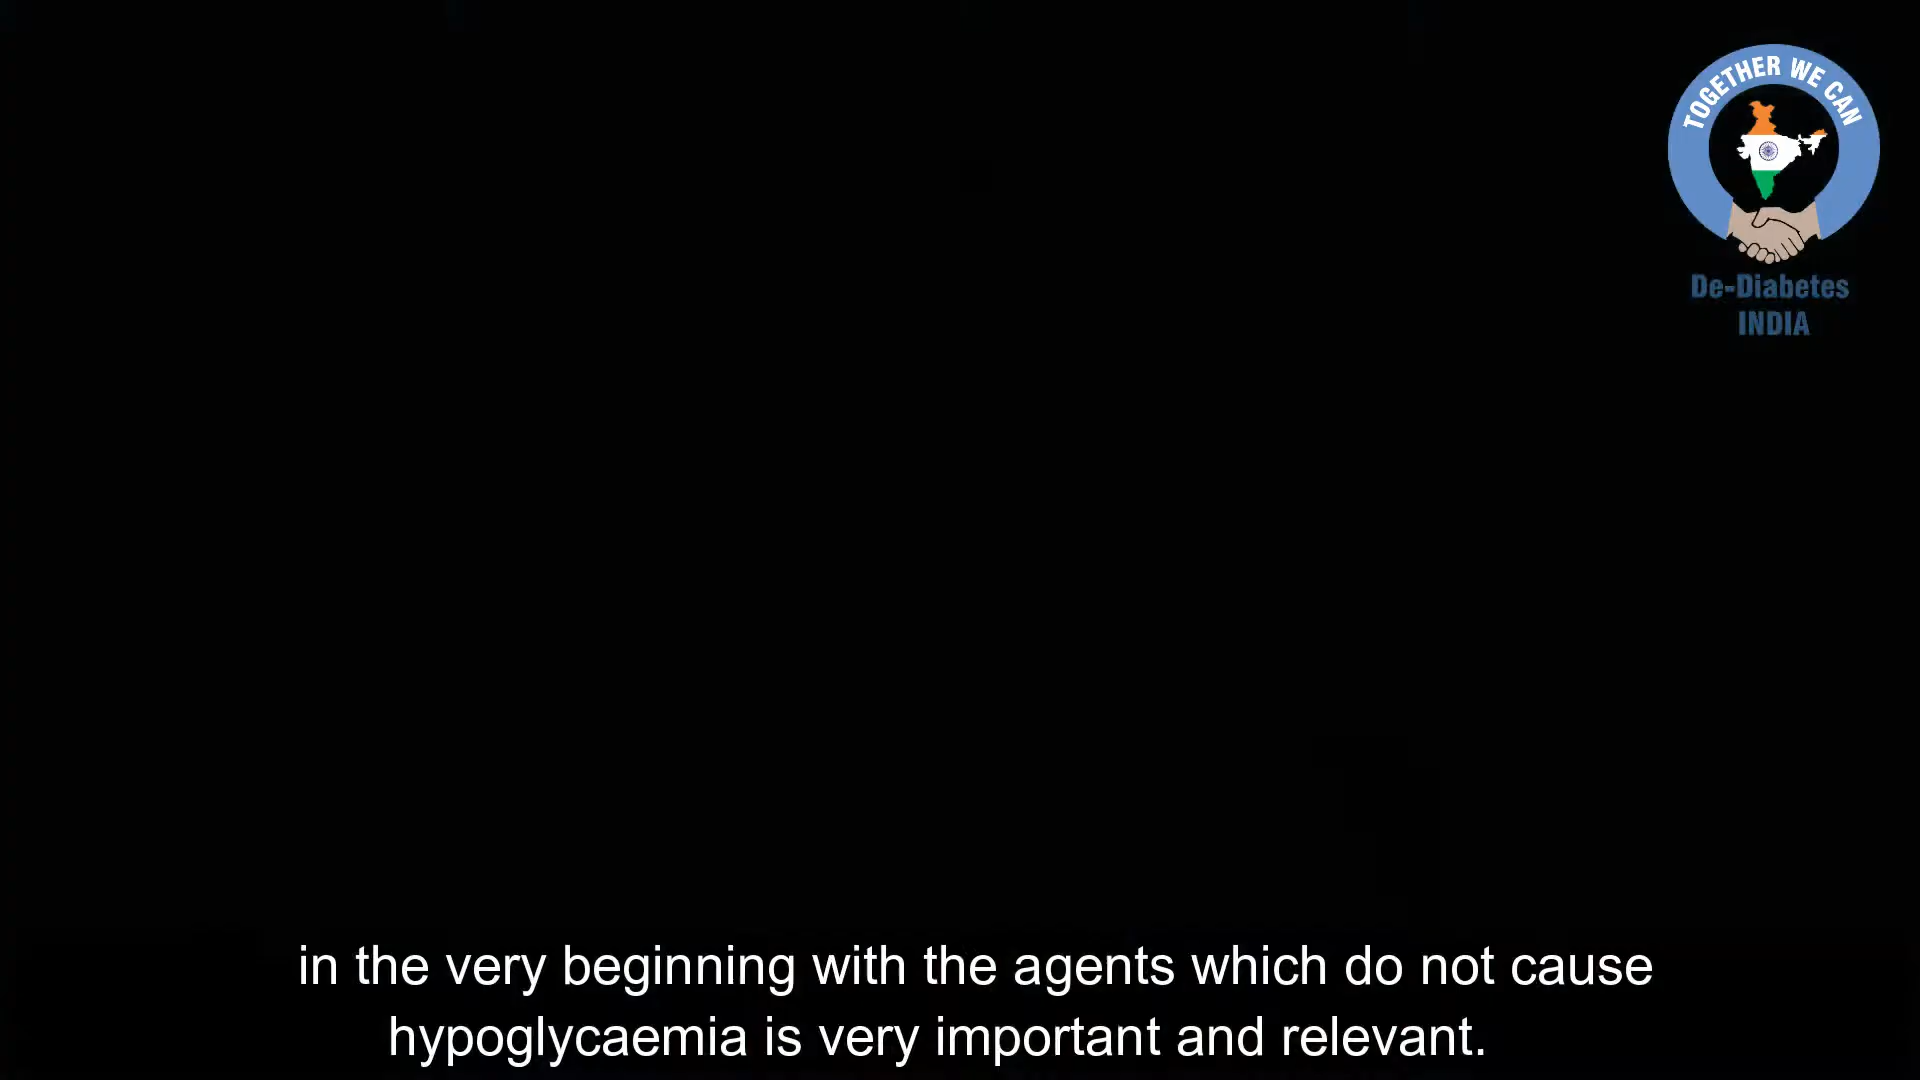 TOGETHER WE CAN
De-Diabetes
INDIA
in the very beginning with the agents which do not cause
hypoglycaemia is very important and relevant.